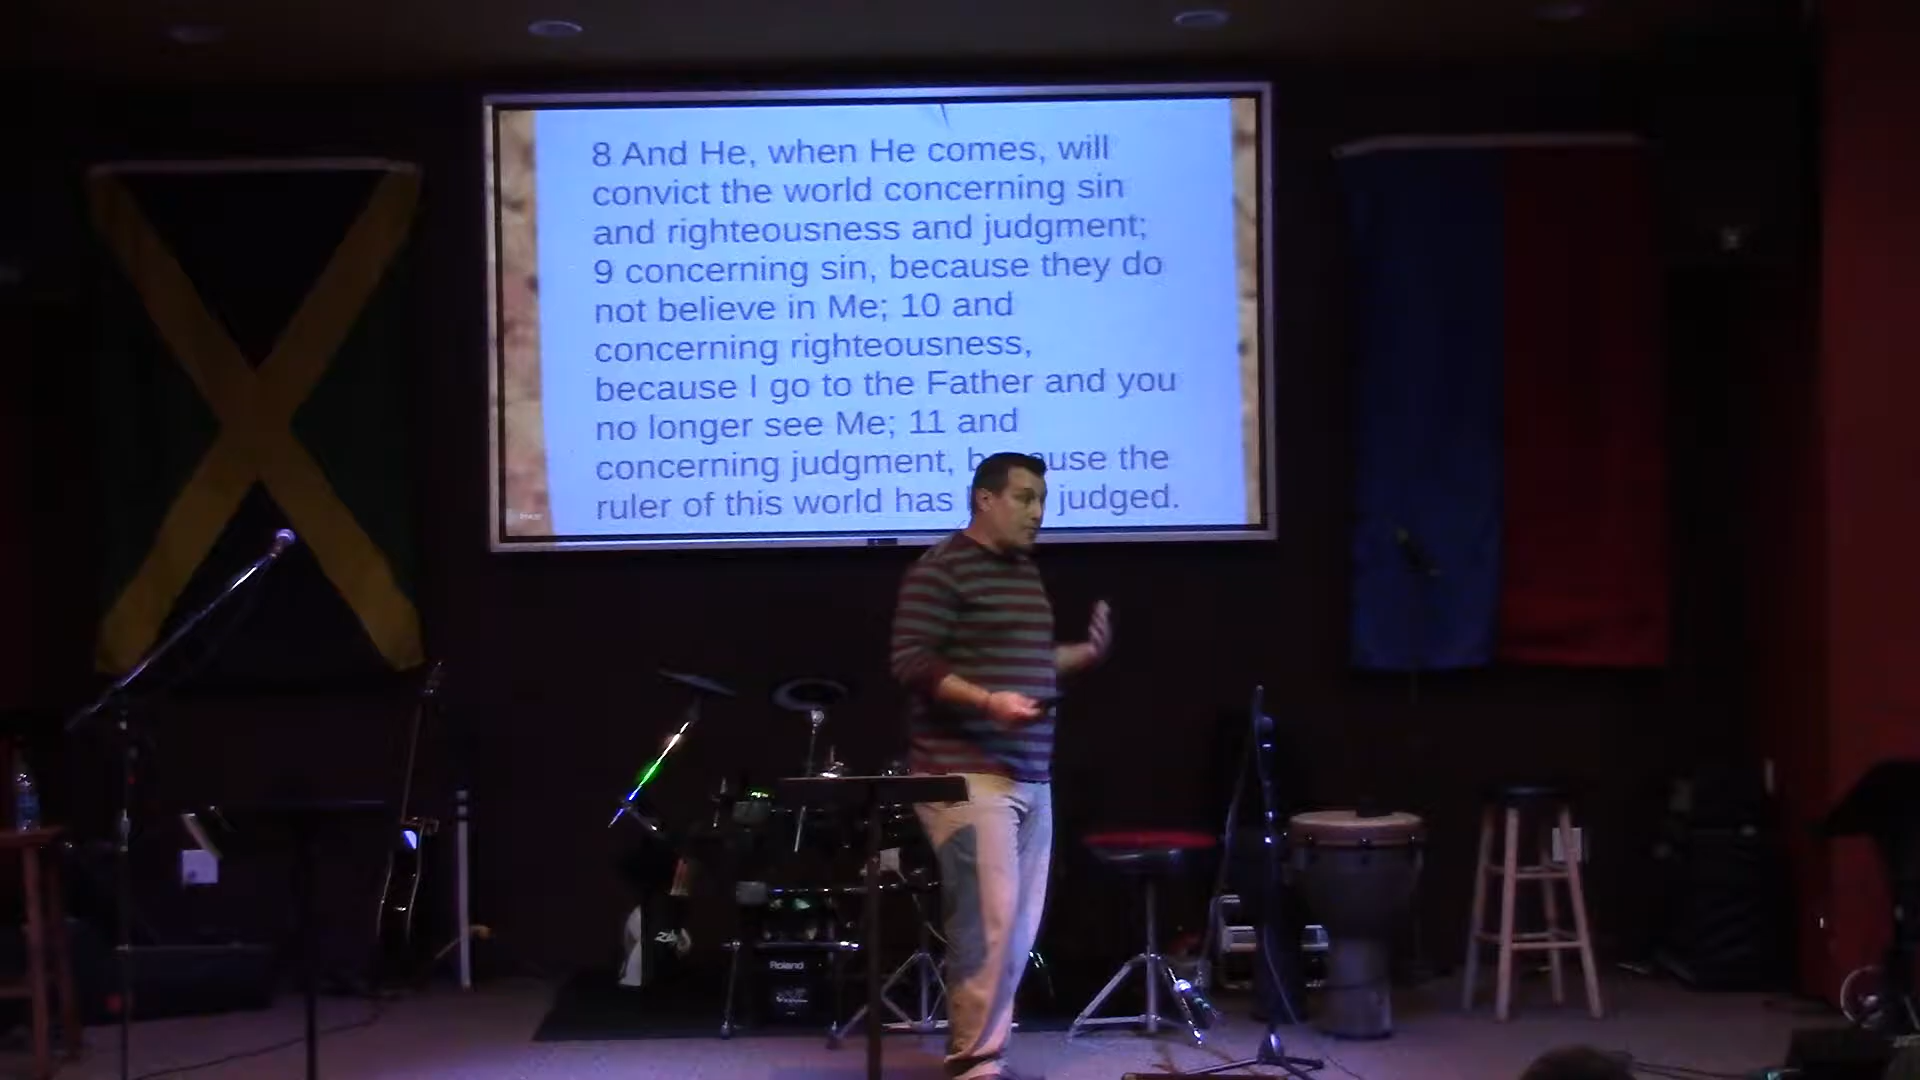 8 And He, when He comes, will
convict the world concerning sin
and righteousness and judgment;
9 concerning sin, because they do
not believe in Me; 10 and
concerning righteousness,
because I go to the Father and you
no longer see Me; 11 and
concerning judgment, because the
ruler of this world has judged.
Roland